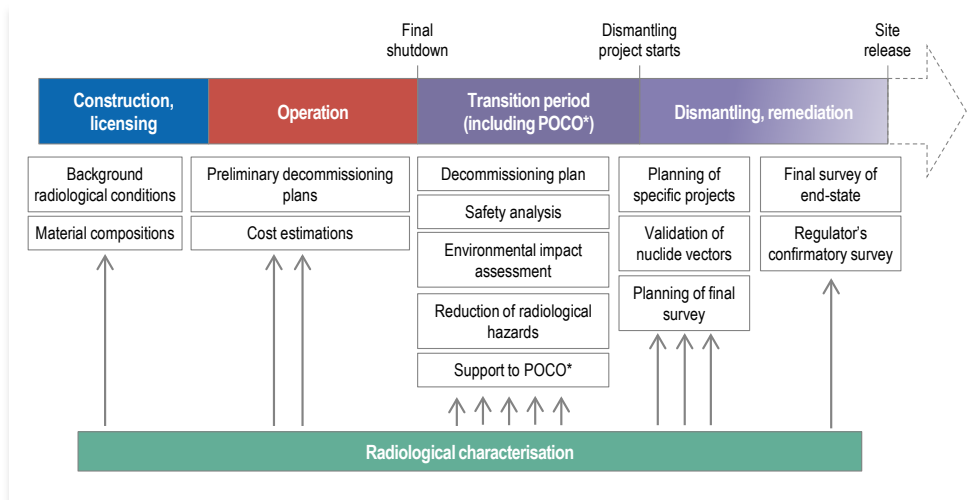 Final
shutdown
Dismantling
project starts
Site
release
Construction,
licensing
Operation
Transition period
(including POCO*)
Dismantling, remediation
Background
radiological conditions
Material compositions
Preliminary decommissioning
plans
Cost estimations
Decommissioning plan
Safety analysis
Environmental impact
assessment
Reduction of radiological
hazards
Support to POCO*
Planning of
specific projects
Validation of
nuclide vectors
Planning of final
survey
Final survey of
end-state
Regulator's
confirmatory survey
Radiological characterisation